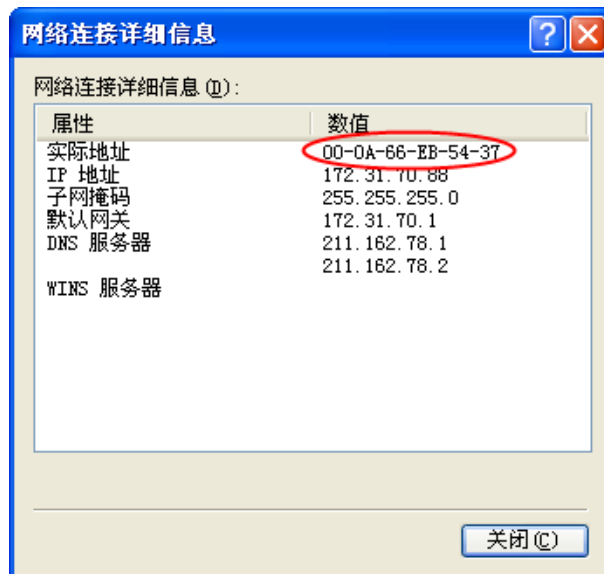 网络连接详细信息
网络连接详细信息(D):
属性 数值
实际地址 00-0A-66-EB-54-37
IP 地址 172.31.70.88
子网掩码 255.255.255.0
默认网关 172.31.70.1
DNS 服务器 211.162.78.1
211.162.78.2
WINS 服务器
关闭(C)